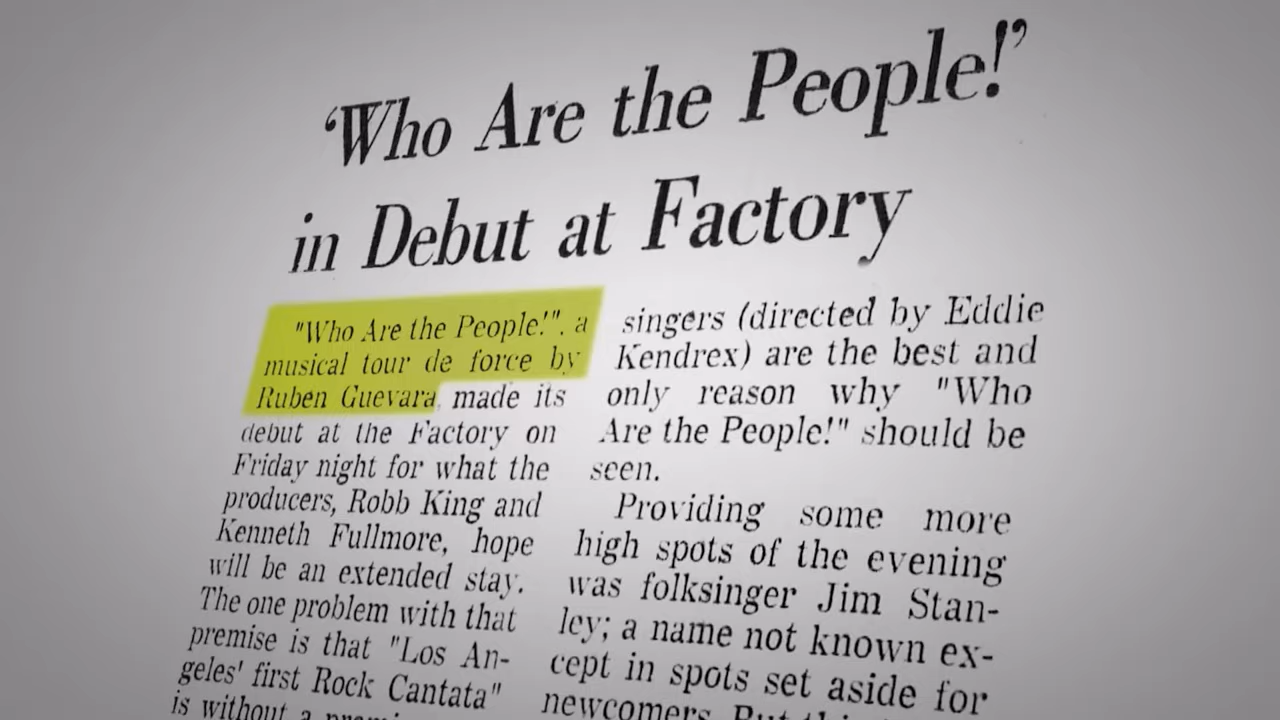 ‘Who Are the People!’
in Debut at Factory
"Who Are the People!", a
musical tour de force by
Ruben Guevara, made its
debut at the Factory on
Friday night for what the
producers, Robb King and
Kenneth Fullmore, hope
will be an extended stay.
The one problem with that
premise is that "Los An-
geles' first Rock Cantata"
is without a
singers (directed by Eddie
Kendrex) are the best and
only reason why "Who
Are the People!" should be
seen.
Providing some more
high spots of the evening
was folksinger Jim Stan-
ley; a name not known ex-
cept in spots set aside for
newcomers.